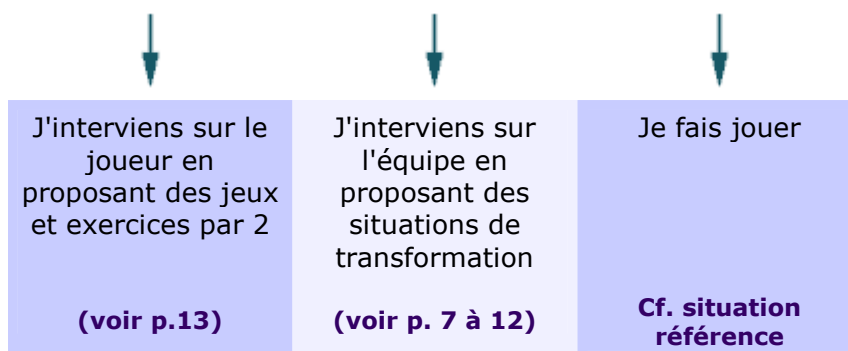 J'interviens sur le
joueur en
proposant des jeux
et exercices par 2
(voir p.13)
J'interviens sur
l'équipe en
proposant des
situations de
transformation
(voir p. 7 à 12)
Je fais jouer
Cf. situation
référence